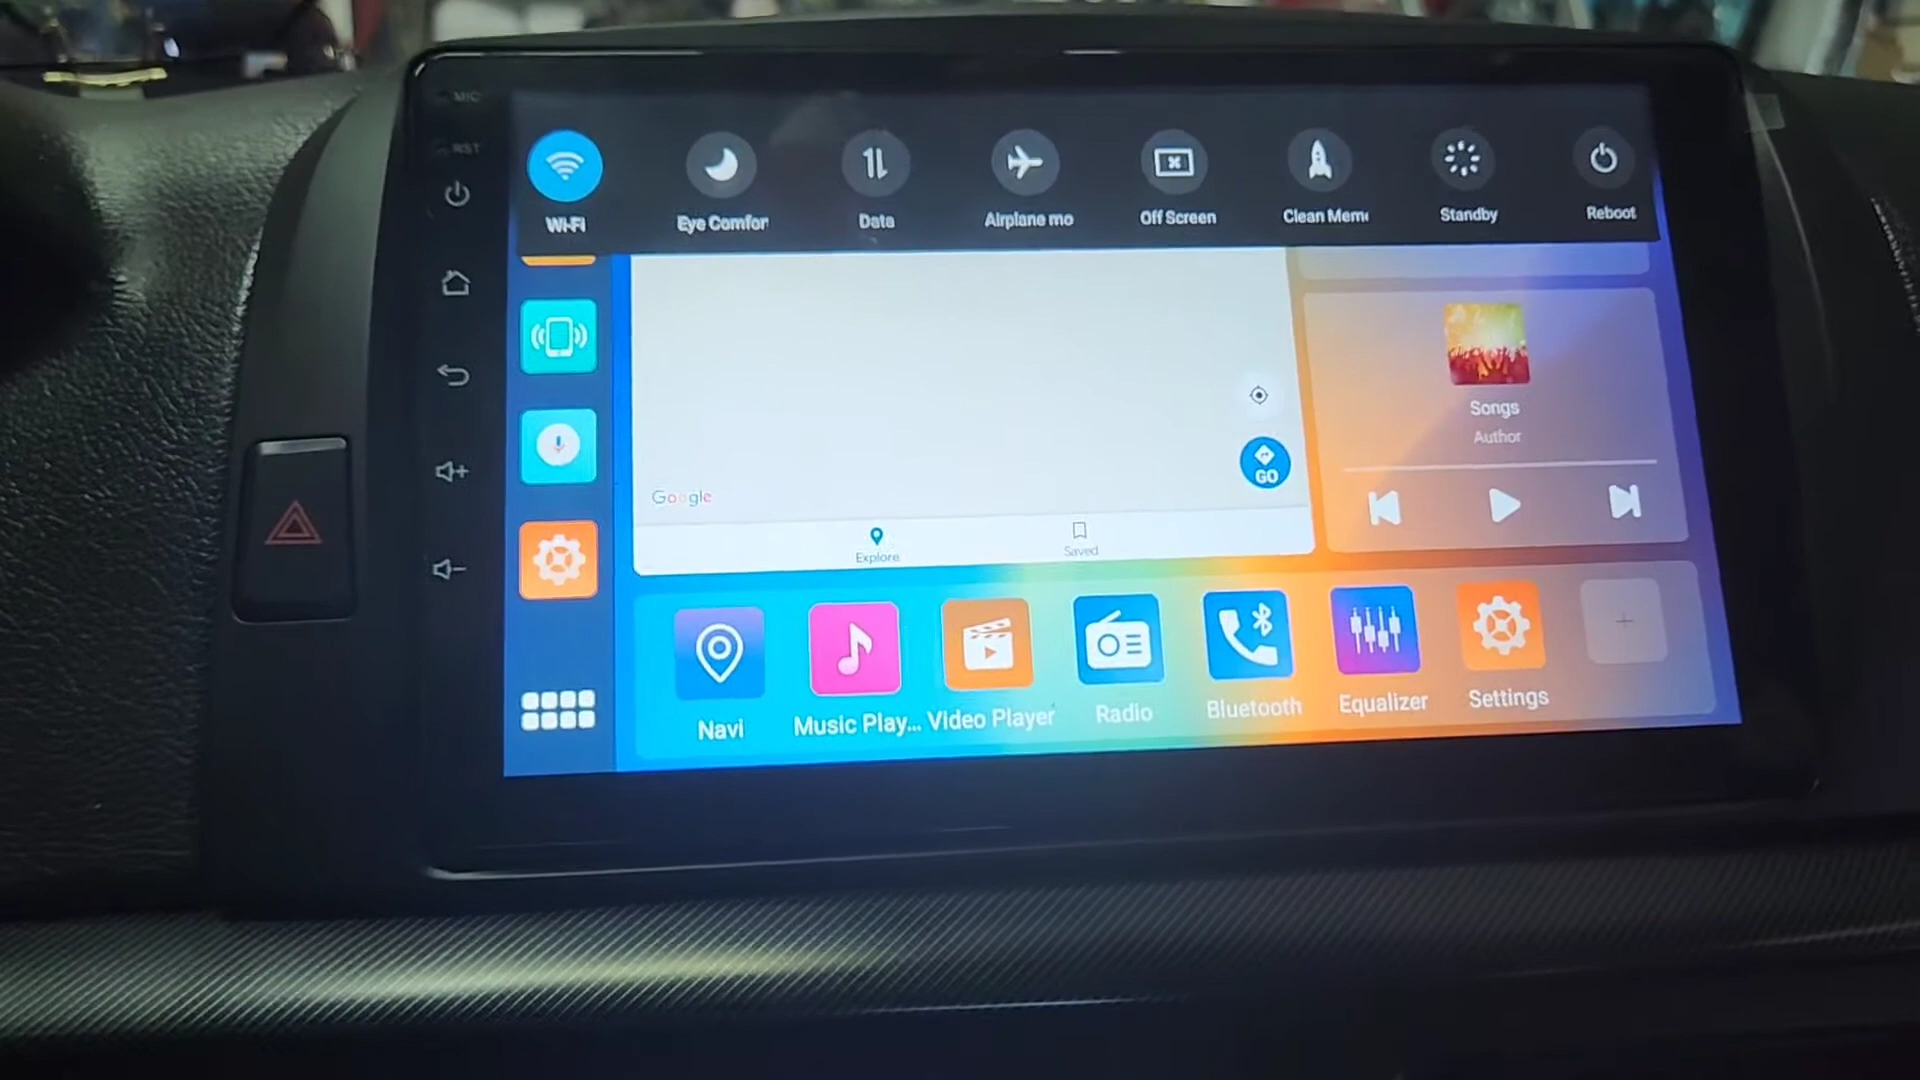 MIC
RST
Wi-Fi
Eye Comfor
Data
Airplane mo
Off Screen
Clean Mem
Standby
Reboot
GO
Google
Explore
Saved
Songs
Author
Navi
Music Play...
Video Player
Radio
Bluetooth
Equalizer
Settings